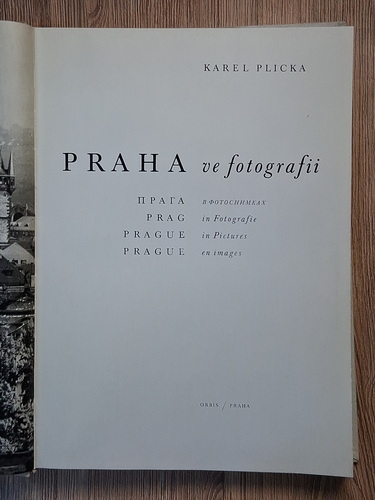 KAREL PLICKA
PRAHA ve fotografii
ПРАГА В ФОТОСНИМКАХ
PRAG in Fotografie
PRAGUE in Pictures
PRAGUE en images
ORBIS / PRAHA